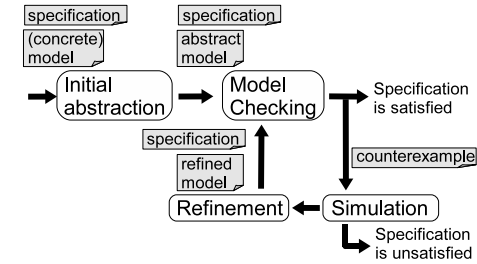 specification
(concrete)
model
specification
abstract
model
Initial
abstraction
Model
Checking
Specification
is satisfied
specification
refined
model
counterexample
Refinement
Simulation
Specification
is unsatisfied